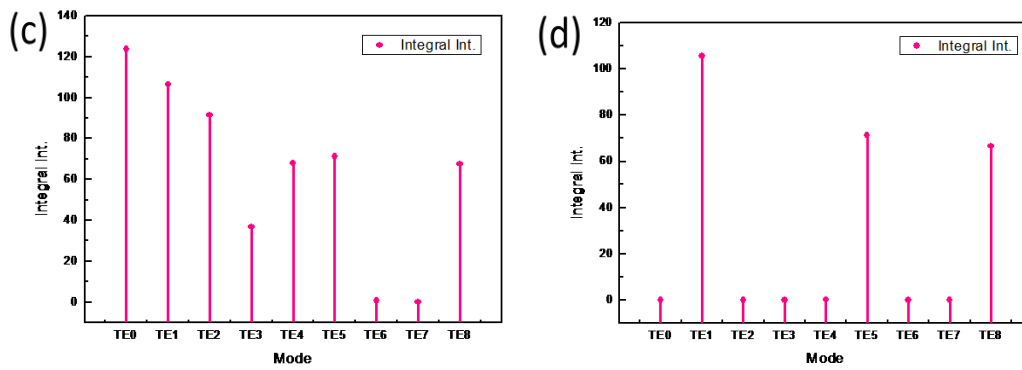 (c)
Integral Int.
140
120
100
80
60
40
20
0
Integral Int.
TE0 TE1 TE2 TE3 TE4 TE5 TE6 TE7 TE8
Mode
(d)
Integral Int.
120
100
80
60
40
20
0
Integral Int.
TE0 TE1 TE2 TE3 TE4 TE5 TE6 TE7 TE8
Mode